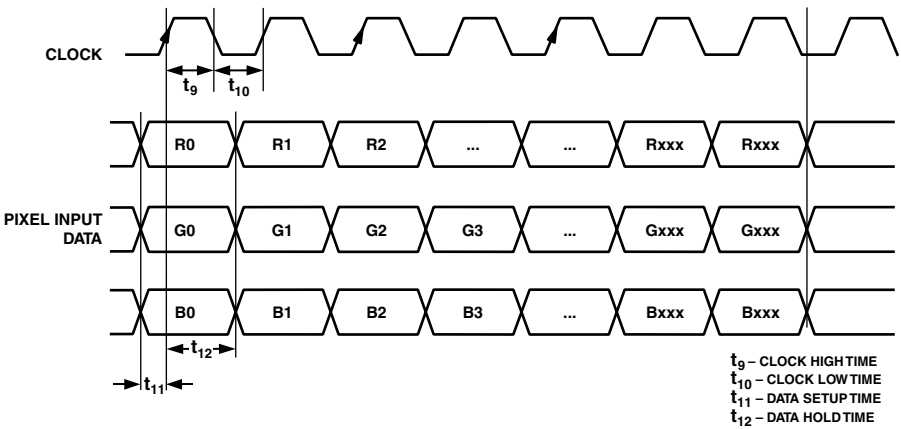 CLOCK
t9 t10
R0 R1 R2 ... ... Rxxx Rxxx
PIXEL INPUT
DATA
G0 G1 G2 G3 ... Gxxx Gxxx
B0 B1 B2 B3 ... Bxxx Bxxx
t12
t11
t9 – CLOCK HIGH TIME
t10 – CLOCK LOW TIME
t11 – DATA SETUP TIME
t12 – DATA HOLD TIME